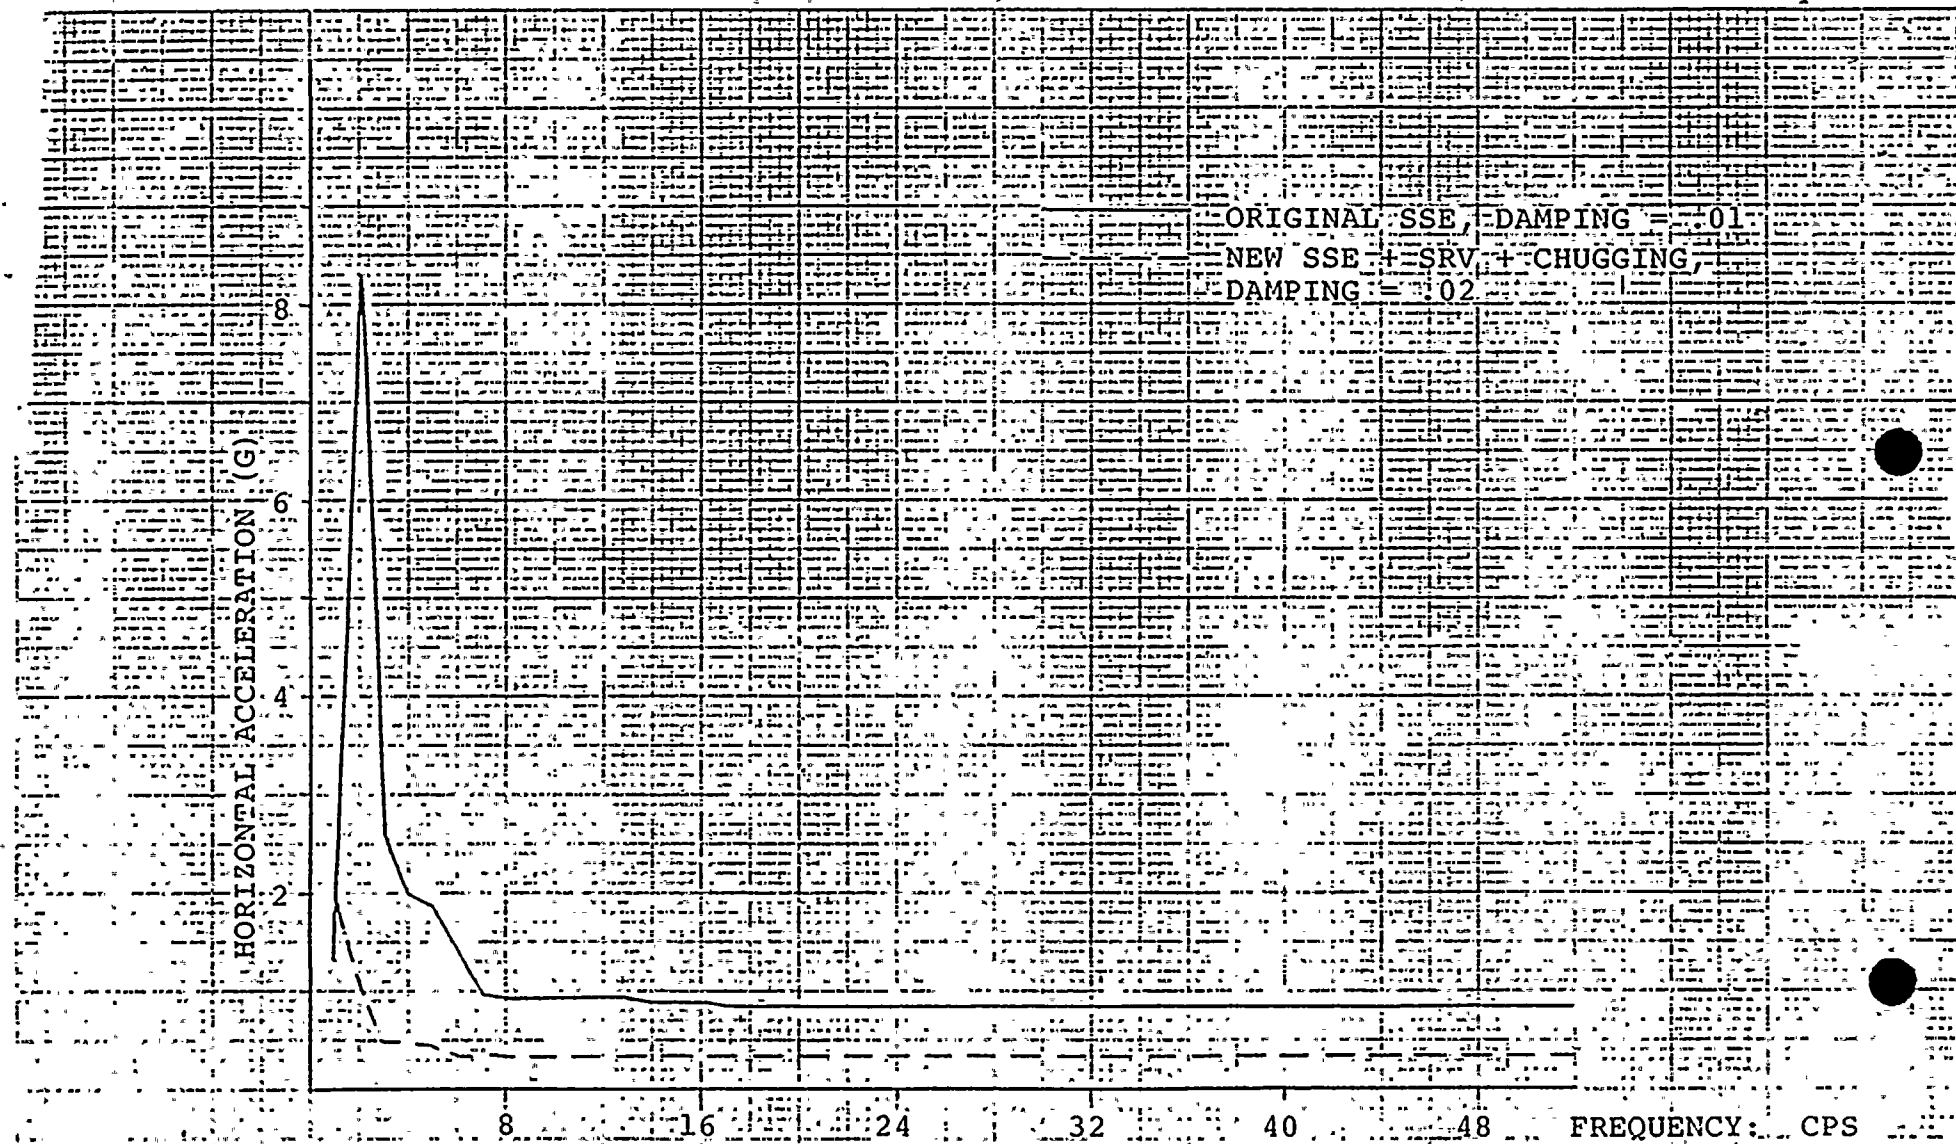 ORIGINAL SSE, DAMPING = .01
NEW SSE + SRV + CHUGGING,
DAMPING = .02
HORIZONTAL ACCELERATION (G)
8
6
4
2
8 16 24 32 40 48 FREQUENCY: CPS